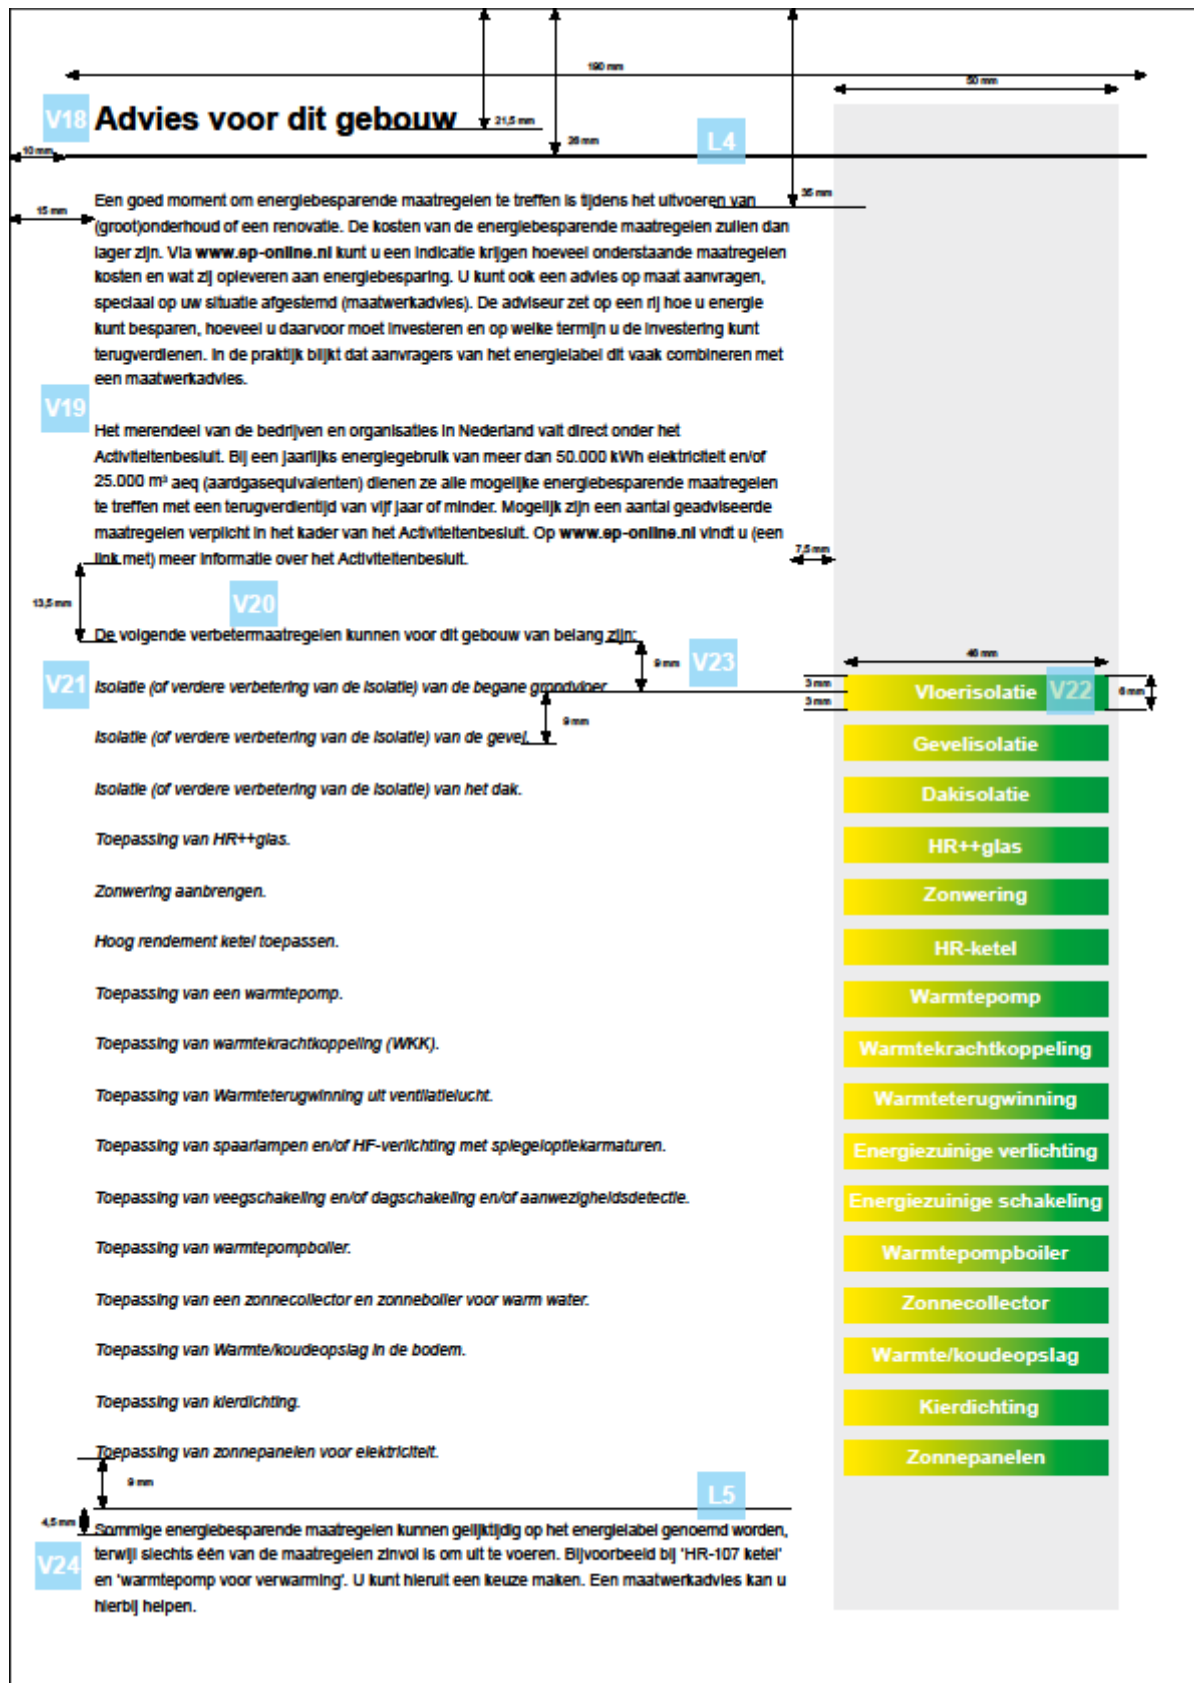 190 mm
50 mm
V18 Advies voor dit gebouw
21,5 mm
26 mm
L4
10 mm
35 mm
15 mm
Een goed moment om energiebesparende maatregelen te treffen is tijdens het uitvoeren van
(groot)onderhoud of een renovatie. De kosten van de energiebesparende maatregelen zullen dan
lager zijn. Via www.ep-online.nl kunt u een indicatie krijgen hoeveel onderstaande maatregelen
kosten en wat zij opleveren aan energiebesparing. U kunt ook een advies op maat aanvragen,
speciaal op uw situatie afgestemd (maatwerkadvies). De adviseur zet op een rij hoe u energie
kunt besparen, hoeveel u daarvoor moet investeren en op welke termijn u de investering kunt
terugverdienen. In de praktijk blijkt dat aanvragers van het energielabel dit vaak combineren met
een maatwerkadvies.
V19
Het merendeel van de bedrijven en organisaties in Nederland valt direct onder het
Activiteitenbesluit. Bij een jaarlijks energiegebruik van meer dan 50.000 kWh elektriciteit en/of
25.000 m³ aeq (aardgasequivalenten) dienen ze alle mogelijke energiebesparende maatregelen
te treffen met een terugverdientijd van vijf jaar of minder. Mogelijk zijn een aantal geadviseerde
maatregelen verplicht in het kader van het Activiteitenbesluit. Op www.ep-online.nl vindt u (een
link met) meer informatie over het Activiteitenbesluit.
7,5 mm
13,5 mm
V20
De volgende verbetermaatregelen kunnen voor dit gebouw van belang zijn:
9 mm
V23
46 mm
V21 Isolatie (of verdere verbetering van de isolatie) van de begane grondvloer
3 mm
3 mm
Vloerisolatie V22
6 mm
9 mm
Isolatie (of verdere verbetering van de isolatie) van de gevel.
Gevelisolatie
Isolatie (of verdere verbetering van de isolatie) van het dak.
Dakisolatie
Toepassing van HR++glas.
HR++glas
Zonwering aanbrengen.
Zonwering
Hoog rendement ketel toepassen.
HR-ketel
Toepassing van een warmtepomp.
Warmtepomp
Toepassing van warmtekrachtkoppeling (WKK).
Warmtekrachtkoppeling
Toepassing van Warmteterugwinning uit ventilatielucht.
Warmteterugwinning
Toepassing van spaarlampen en/of HF-verlichting met spiegeloptiekarmaturen.
Energiezuinige verlichting
Toepassing van veegschakeling en/of dagschakeling en/of aanwezigheidsdetectie.
Energiezuinige schakeling
Toepassing van warmtepompboiler.
Warmtepompboiler
Toepassing van een zonnecollector en zonneboiler voor warm water.
Zonnecollector
Toepassing van Warmte/koudeopslag in de bodem.
Warmte/koudeopslag
Toepassing van kierdichting.
Kierdichting
Toepassing van zonnepanelen voor elektriciteit.
Zonnepanelen
9 mm
L5
4,5 mm
Sommige energiebesparende maatregelen kunnen gelijktijdig op het energielabel genoemd worden,
terwijl slechts één van de maatregelen zinvol is om uit te voeren. Bijvoorbeeld bij 'HR-107 ketel'
V24
en 'warmtepomp voor verwarming'. U kunt hieruit een keuze maken. Een maatwerkadvies kan u
hierbij helpen.